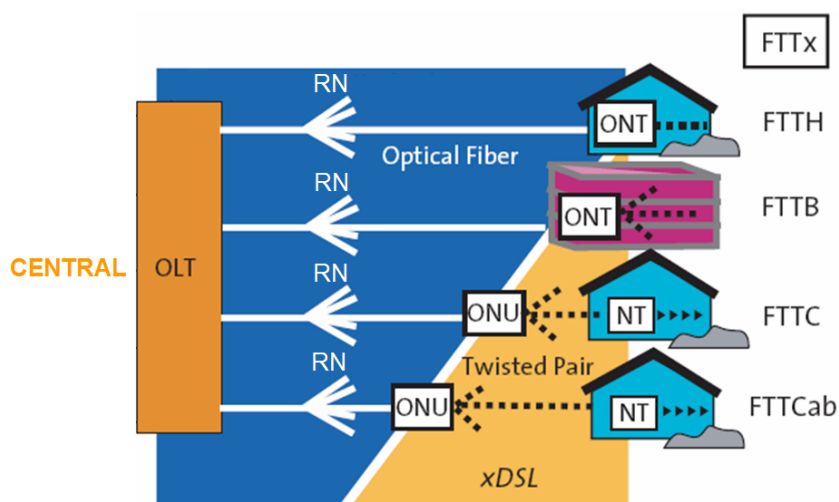 FTTx
RN
ONT
FTTH
Optical Fiber
RN
ONT
FTTB
CENTRAL
OLT
RN
ONU
NT
FTTC
RN
Twisted Pair
ONU
NT
FTTCab
xDSL